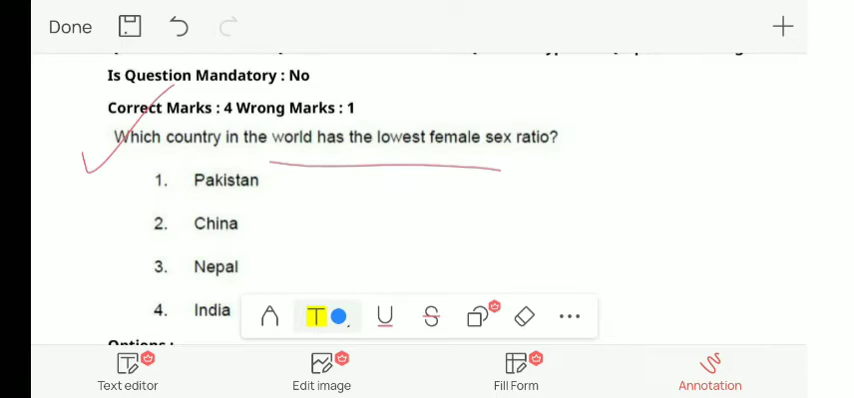 Done
Is Question Mandatory : No
Correct Marks : 4 Wrong Marks : 1
Which country in the world has the lowest female sex ratio?
1. Pakistan
2. China
3. Nepal
4. India
T
U
S
Options :
Text editor
Edit image
Fill Form
Annotation